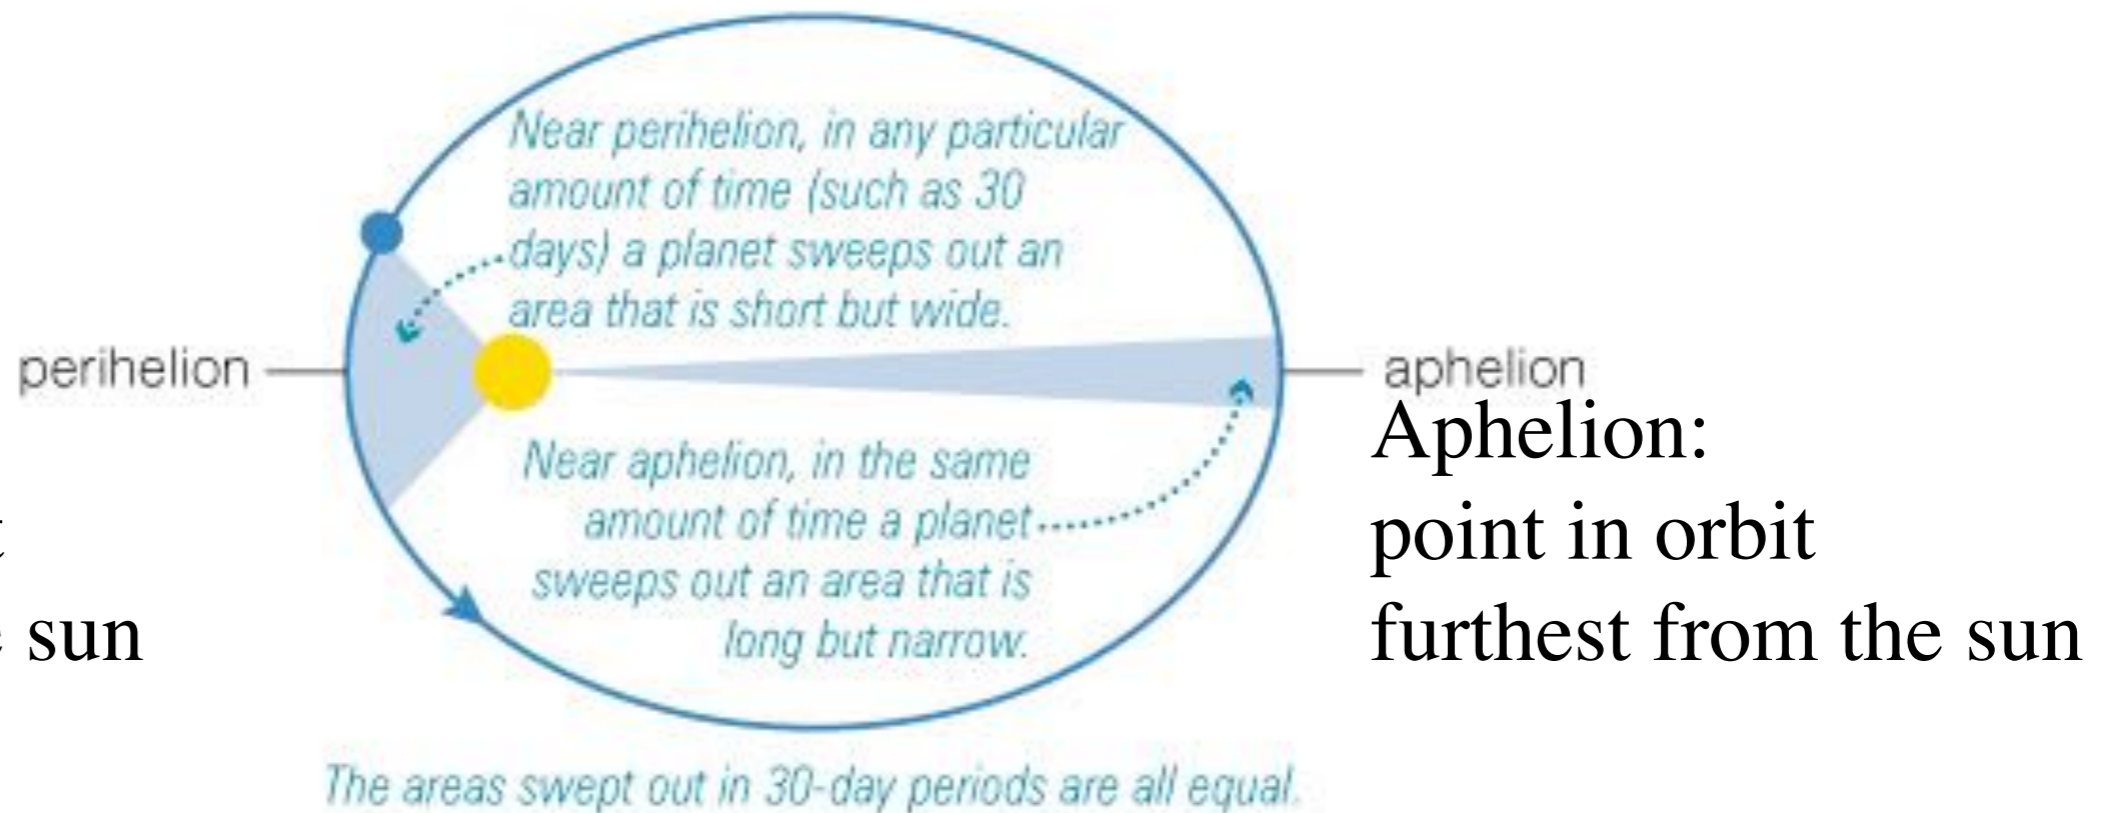 Near perihelion, in any particular
amount of time (such as 30
days) a planet sweeps out an
area that is short but wide.
perihelion
aphelion
Near aphelion, in the same
amount of time a planet
sweeps out an area that is
long but narrow.
Aphelion:
point in orbit
furthest from the sun
sun
The areas swept out in 30-day periods are all equal.